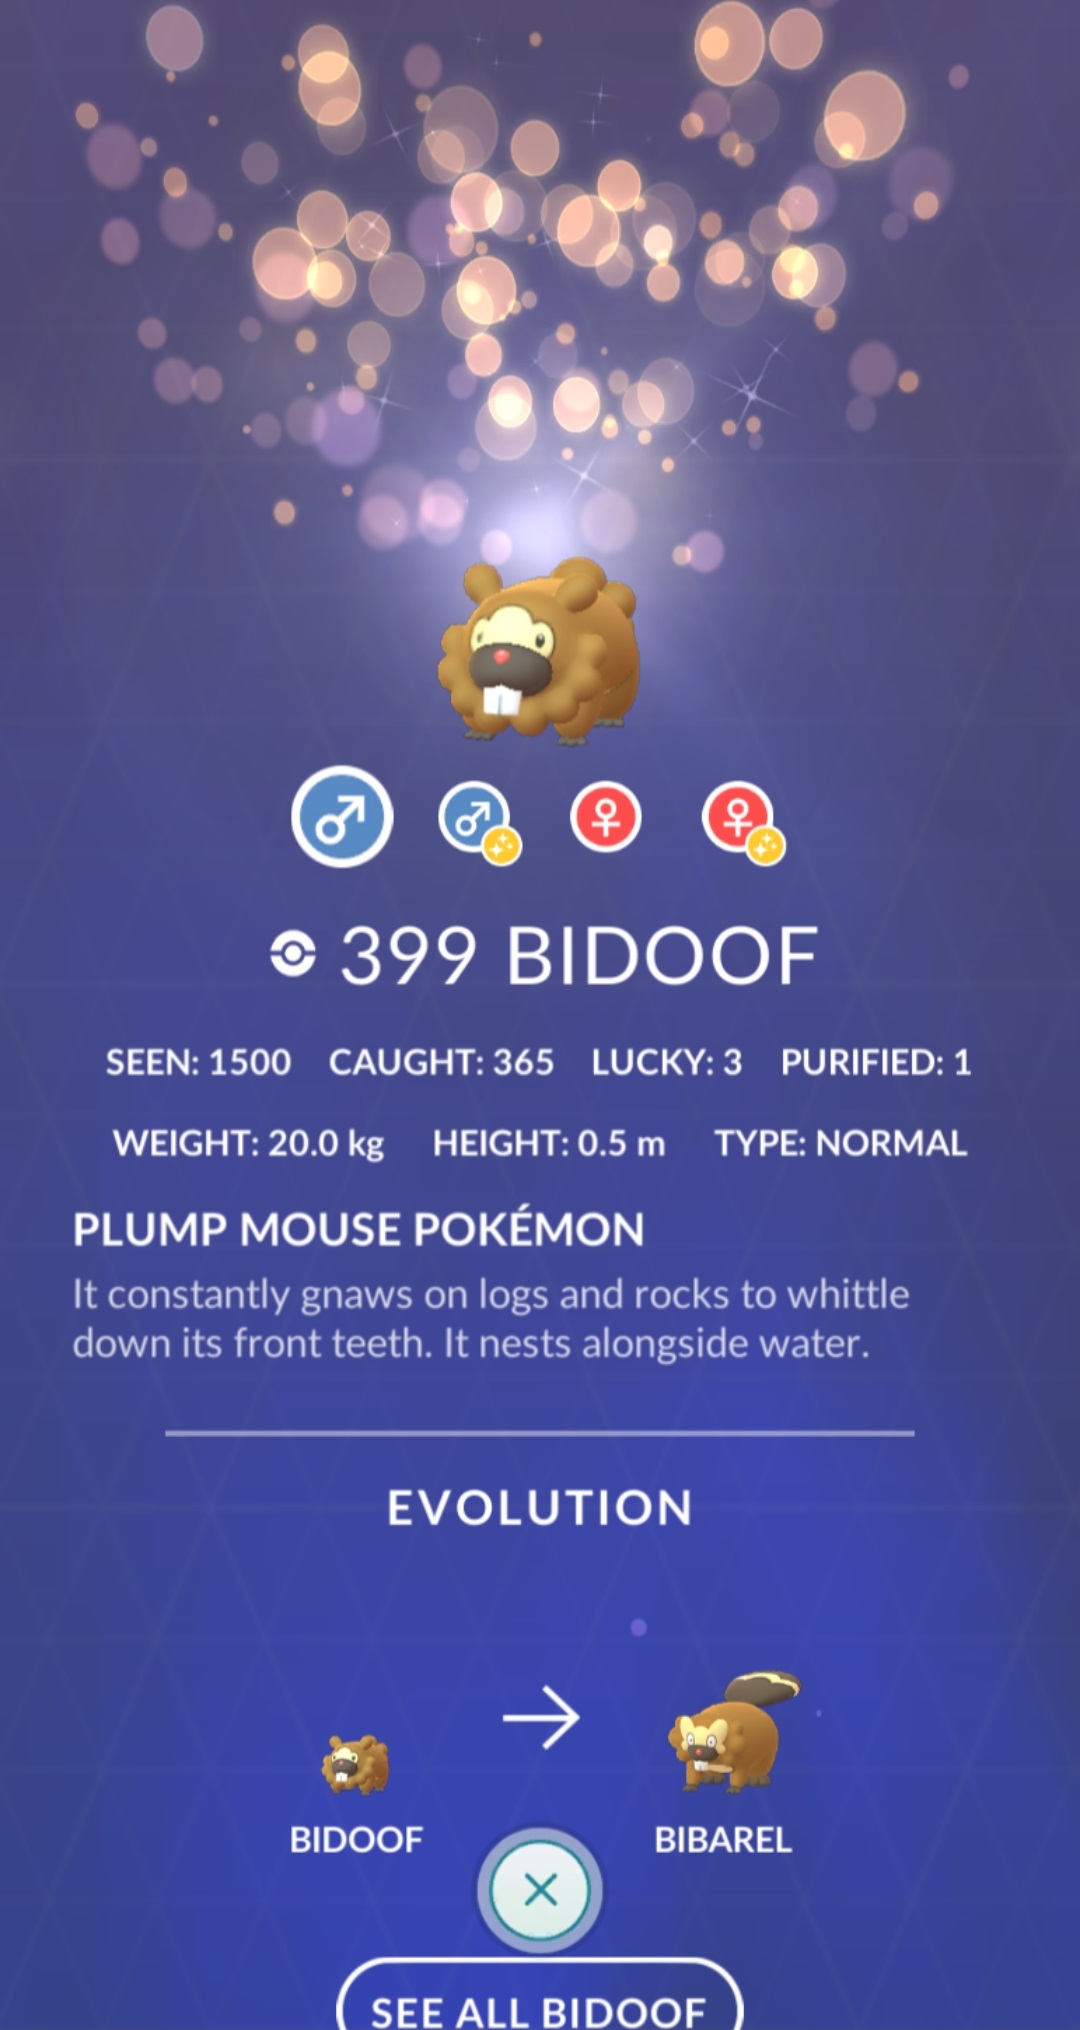 399 BIDOOF
SEEN: 1500 CAUGHT: 365 LUCKY: 3 PURIFIED: 1
WEIGHT: 20.0 kg HEIGHT: 0.5 m TYPE: NORMAL
PLUMP MOUSE POKÉMON
It constantly gnaws on logs and rocks to whittle
down its front teeth. It nests alongside water.
EVOLUTION
BIDOOF BIBAREL
SEE ALL BIDOOF